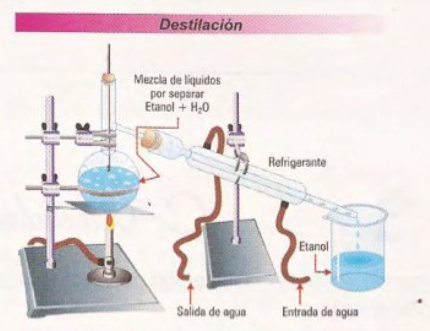 Destilación
Mezcla de líquidos
por separar
Etanol + H₂O
Refrigerante
Etanol
Salida de agua
Entrada de agua